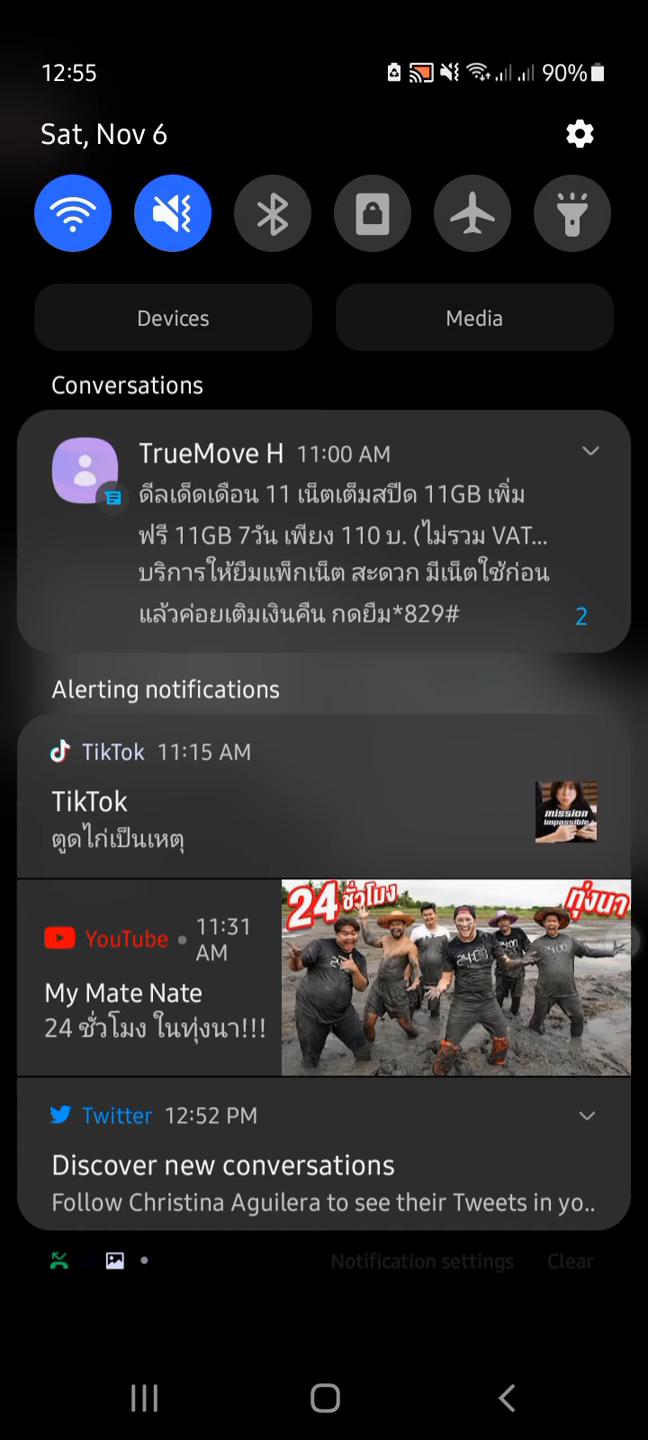 12:55
90%
Sat, Nov 6
Devices
Media
Conversations
TrueMove H 11:00 AM
ดีลเด็ดเดือน 11 เน็ตเต็มสปีด 11GB เพิ่ม
ฟรี 11GB 7วัน เพียง 110 บ. (ไม่รวม VAT...
บริการให้ยืมแพ็กเน็ต สะดวก มีเน็ตใช้ก่อน
แล้วค่อยเติมเงินคืน กดยืม*829#
2
Alerting notifications
TikTok 11:15 AM
TikTok
ตูดไก่เป็นเหตุ
mission
impossible
YouTube • 11:31
AM
My Mate Nate
24 ชั่วโมง ในทุ่งนา!!!
24 ชั่วโมง
ทุ่งนา
Twitter 12:52 PM
Discover new conversations
Follow Christina Aguilera to see their Tweets in yo..
Notification settings
Clear